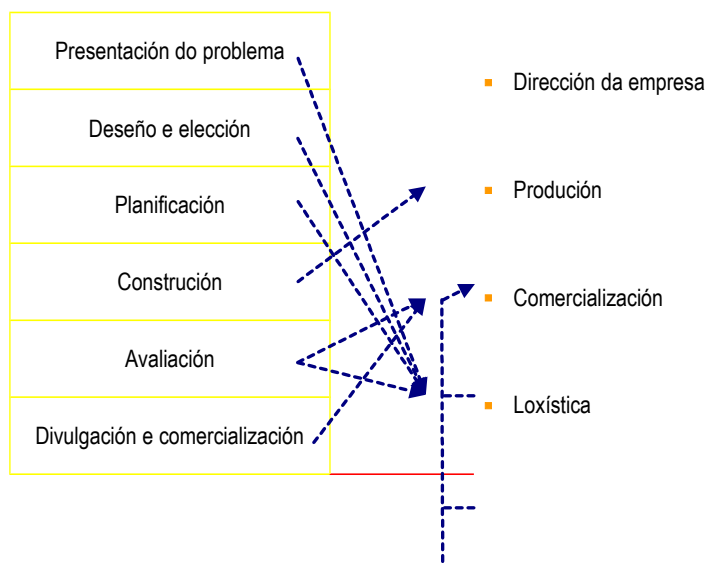 Presentación do problema
Deseño e elección
Planificación
Construción
Avaliación
Divulgación e comercialización
Dirección da empresa
Produción
Comercialización
Loxística